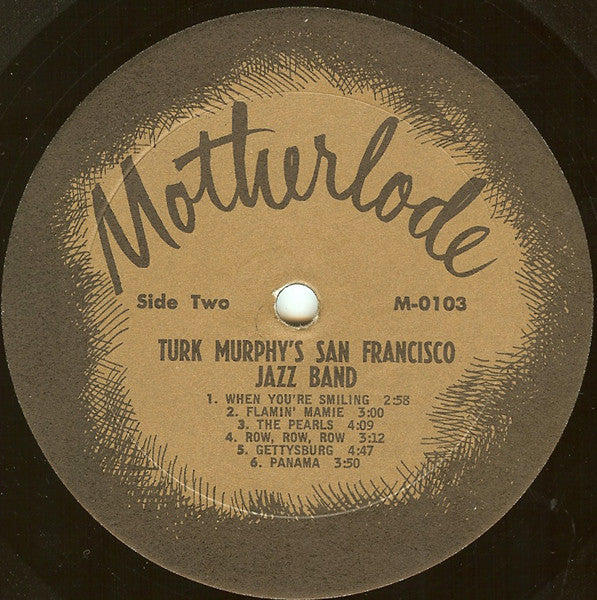 Motherlode
Side Two
M-0103
TURK MURPHY'S SAN FRANCISCO
JAZZ BAND
1. WHEN YOU'RE SMILING 2:58
2. FLAMIN' MAMIE 3:00
3. THE PEARLS 4:09
4. ROW, ROW, ROW 3:12
5. GETTYSBURG 4:47
6. PANAMA 3:50